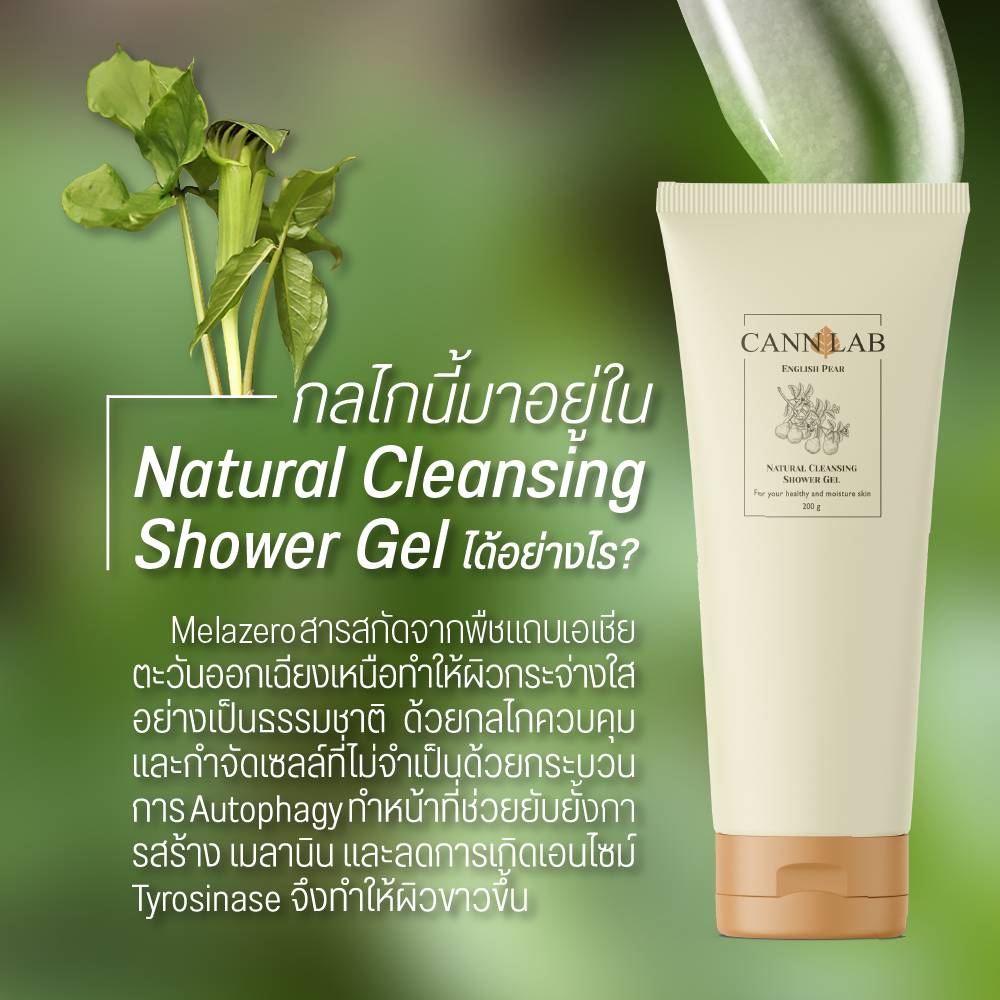 กลไกนี้มาอยู่ใน
Natural Cleansing
Shower Gel ได้อย่างไร?
Melazero สารสกัดจากพืชแถบเอเชีย
ตะวันออกเฉียงเหนือทำให้ผิวกระจ่างใส
อย่างเป็นธรรมชาติ ด้วยกลไกควบคุม
และกำจัดเซลล์ที่ไม่จำเป็นด้วยกระบวน
การ Autophagy ทำหน้าที่ช่วยยับยั้งกา
รสร้าง เมลานิน และลดการเกิดเอนไซม์
Tyrosinase จึงทำให้ผิวขาวขึ้น
CANN LAB
ENGLISH PEAR
NATURAL CLEANSING
SHOWER GEL
For your healthy and moisture skin
200 g